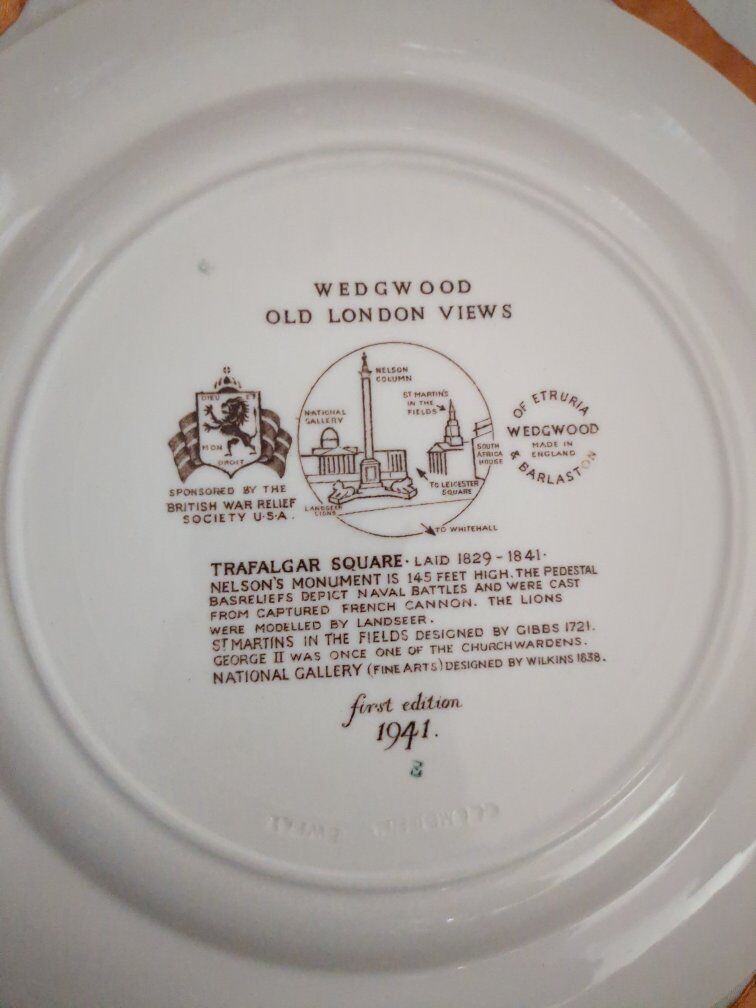 WEDGWOOD
OLD LONDON VIEWS
DIEU ET
MON
DROIT
SPONSORED BY THE
BRITISH WAR RELIEF
SOCIETY U·S·A.
NELSON
COLUMN
ST MARTIN'S
IN THE
FIELDS
NATIONAL
GALLERY
SOUTH
AFRICA
HOUSE
TO LEICESTER
SQUARE
LANDSEER
LIONS
TO WHITEHALL
OF ETRURIA
WEDGWOOD
MADE IN
ENGLAND
& BARLASTON
TRAFALGAR SQUARE· LAID 1829-1841·
NELSON'S MONUMENT IS 145 FEET HIGH. THE PEDESTAL
BASRELIEFS DEPICT NAVAL BATTLES AND WERE CAST
FROM CAPTURED FRENCH CANNON. THE LIONS
WERE MODELLED BY LANDSEER.
ST MARTINS IN THE FIELDS DESIGNED BY GIBBS 1721.
GEORGE II WAS ONCE ONE OF THE CHURCHWARDENS.
NATIONAL GALLERY (FINE ARTS) DESIGNED BY WILKINS 1838.
first edition
1941.